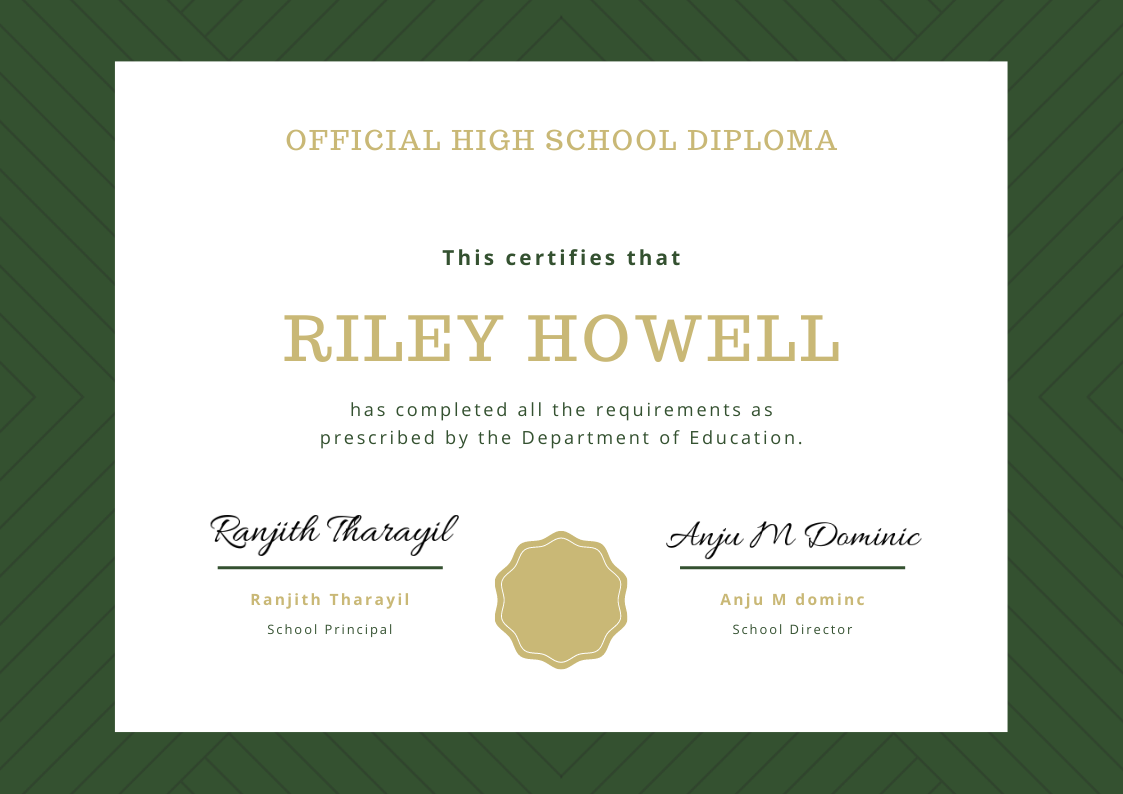 OFFICIAL HIGH SCHOOL DIPLOMA
This certifies that
RILEY HOWELL
has completed all the requirements as
prescribed by the Department of Education.
Ranjith Tharayil
Anju M Dominic
Ranjith Tharayil
Anju M dominc
School Principal
School Director